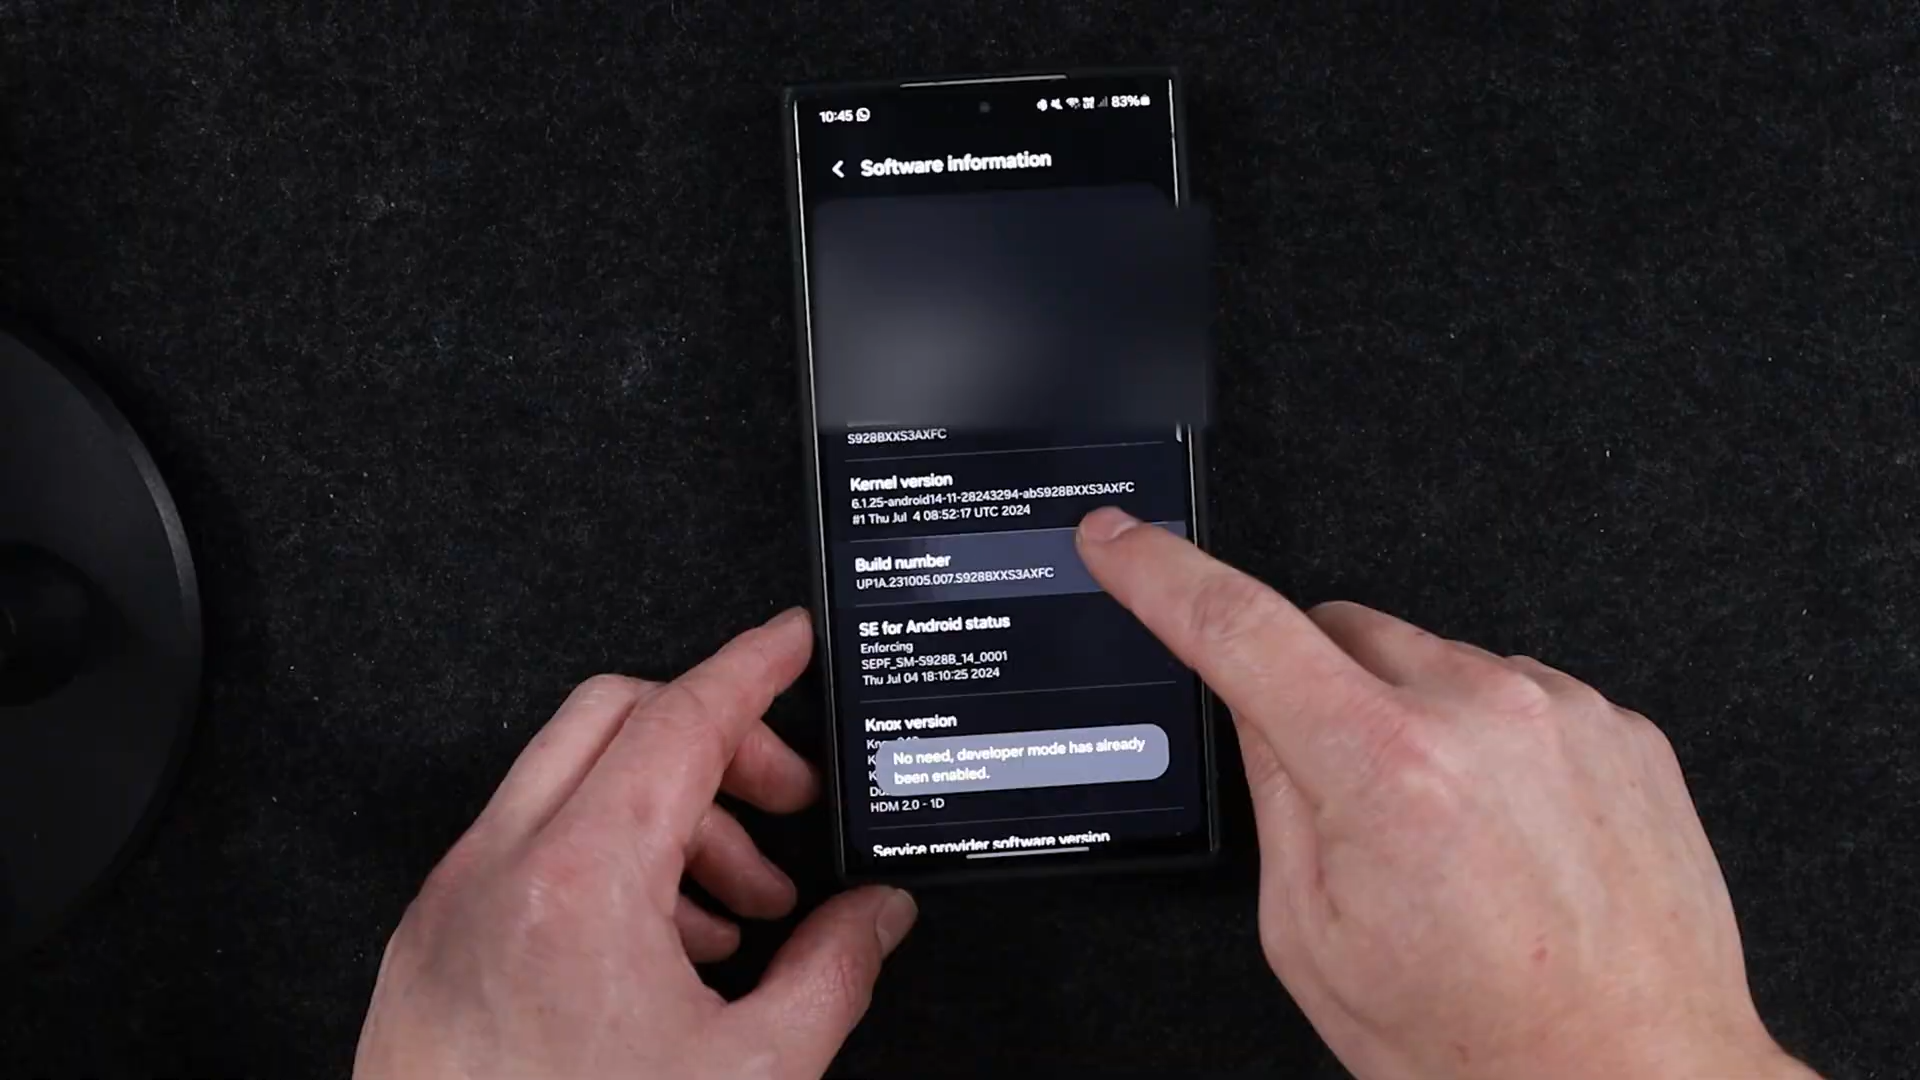 10:45
83%
Software information
S928BXXS3AXFC
Kernel version
6.1.25-android14-11-28243294-abS928BXXS3AXFC
#1 Thu Jul 4 08:52:17 UTC 2024
Build number
UP1A.231005.007.S928BXXS3AXFC
SE for Android status
Enforcing
SEPF_SM-S928B_14_0001
Thu Jul 04 18:10:25 2024
Knox version
No need, developer mode has already
been enabled.
HDM 2.0 - 1D
Service provider software version